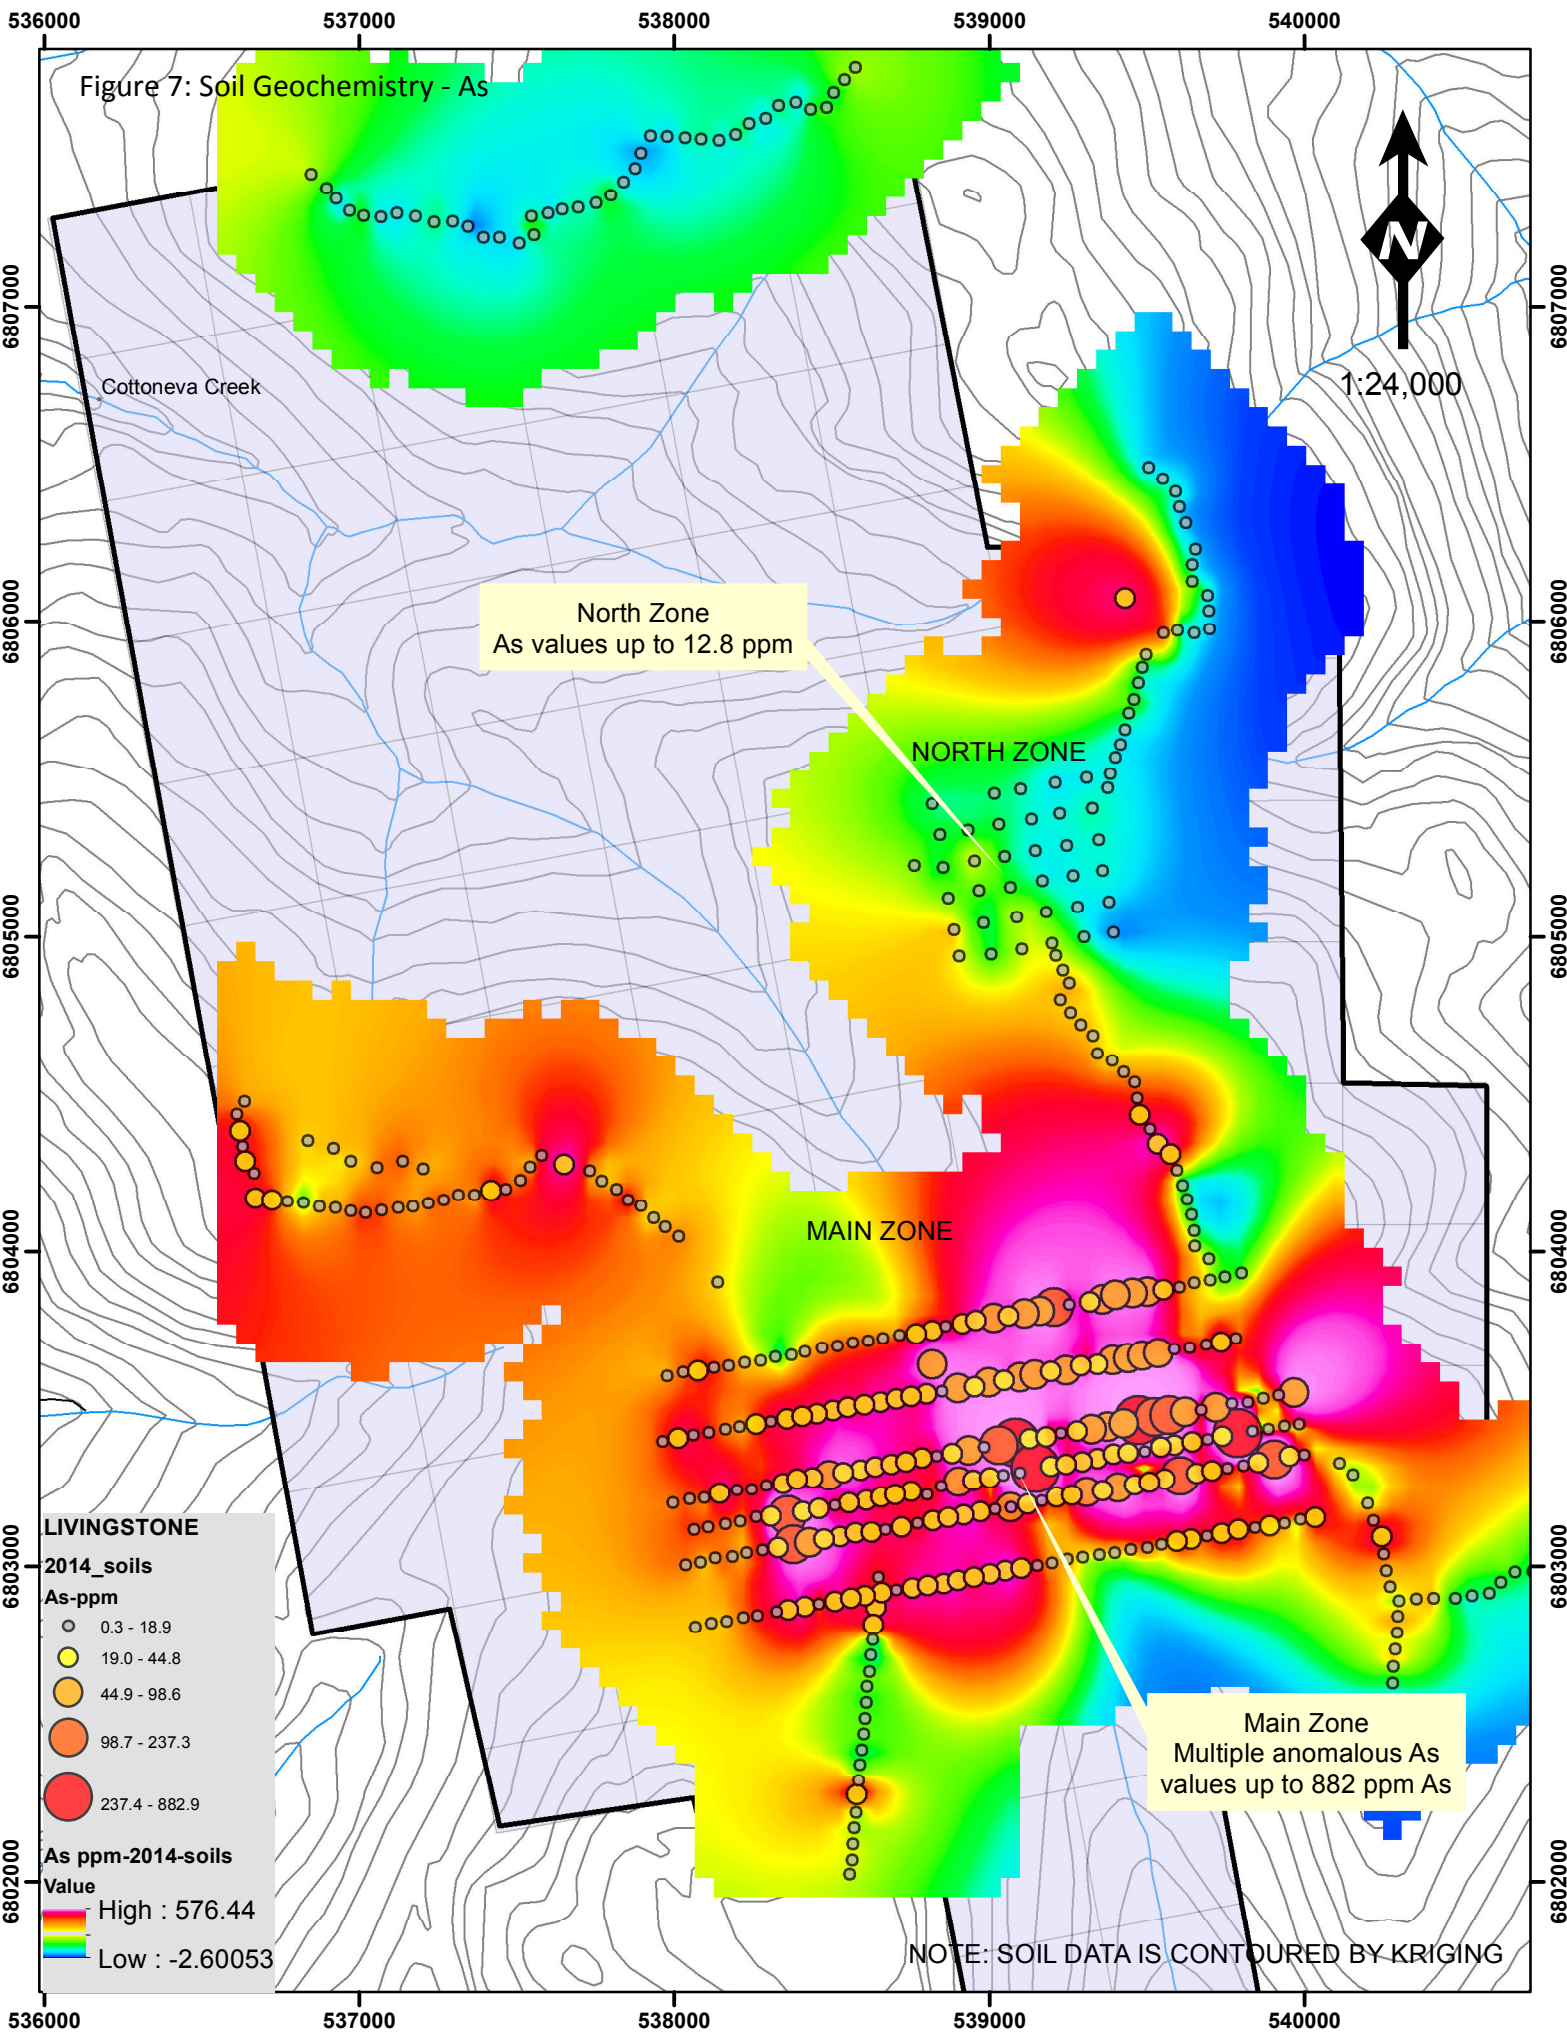 536000 537000 538000 539000 540000
Figure 7: Soil Geochemistry - As
N
1:24,000
6807000 6807000
Cottoneva Creek
North Zone
As values up to 12.8 ppm
6806000 6806000
NORTH ZONE
6805000 6805000
MAIN ZONE
6804000 6804000
6803000 6803000
LIVINGSTONE
2014_soils
As-ppm
0.3 - 18.9
19.0 - 44.8
44.9 - 98.6
98.7 - 237.3
237.4 - 882.9
As ppm-2014-soils
Value
High : 576.44
Low : -2.60053
Main Zone
Multiple anomalous As
values up to 882 ppm As
6802000 6802000
NOTE: SOIL DATA IS CONTOURED BY KRIGING
536000 537000 538000 539000 540000